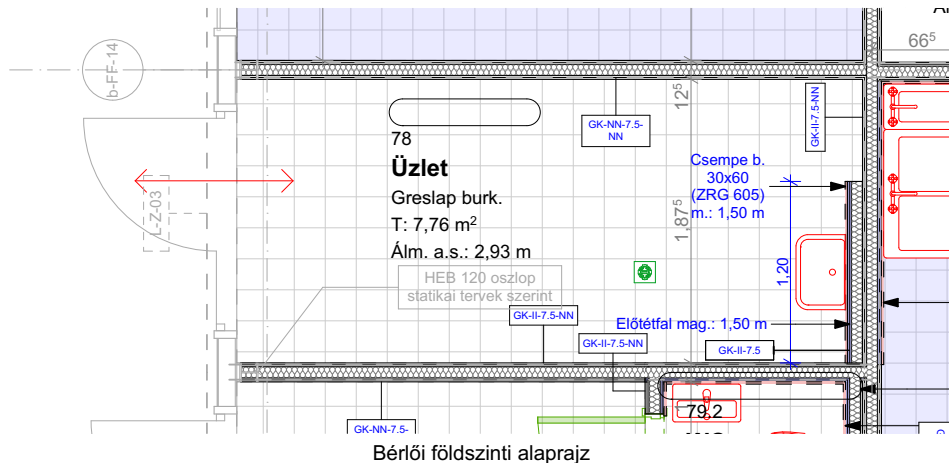 66⁵
b-FF-14
12⁵
GK-NN-7.5-
NN
GK-II-7.5-NN
78
Üzlet
Greslap burk.
T: 7,76 m²
Álm. a.s.: 2,93 m
Csempe b.
30x60
(ZRG 605)
m.: 1,50 m
L-Z-03
1,87⁵
1,20
HEB 120 oszlop
statikai tervek szerint
GK-II-7.5-NN
Előtétfal mag.: 1,50 m
GK-II-7.5-NN
GK-II-7.5
79.2
GK-NN-7.5-
Bérlői földszinti alaprajz